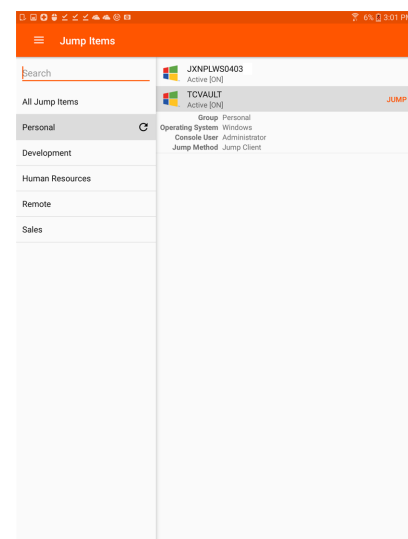 6% 3:01 PM
Jump Items
Search
All Jump Items
Personal
Development
Human Resources
Remote
Sales
JXNPLWS0403
Active [ON]
TCVAULT
Active [ON]
JUMP
Group Personal
Operating System Windows
Console User Administrator
Jump Method Jump Client